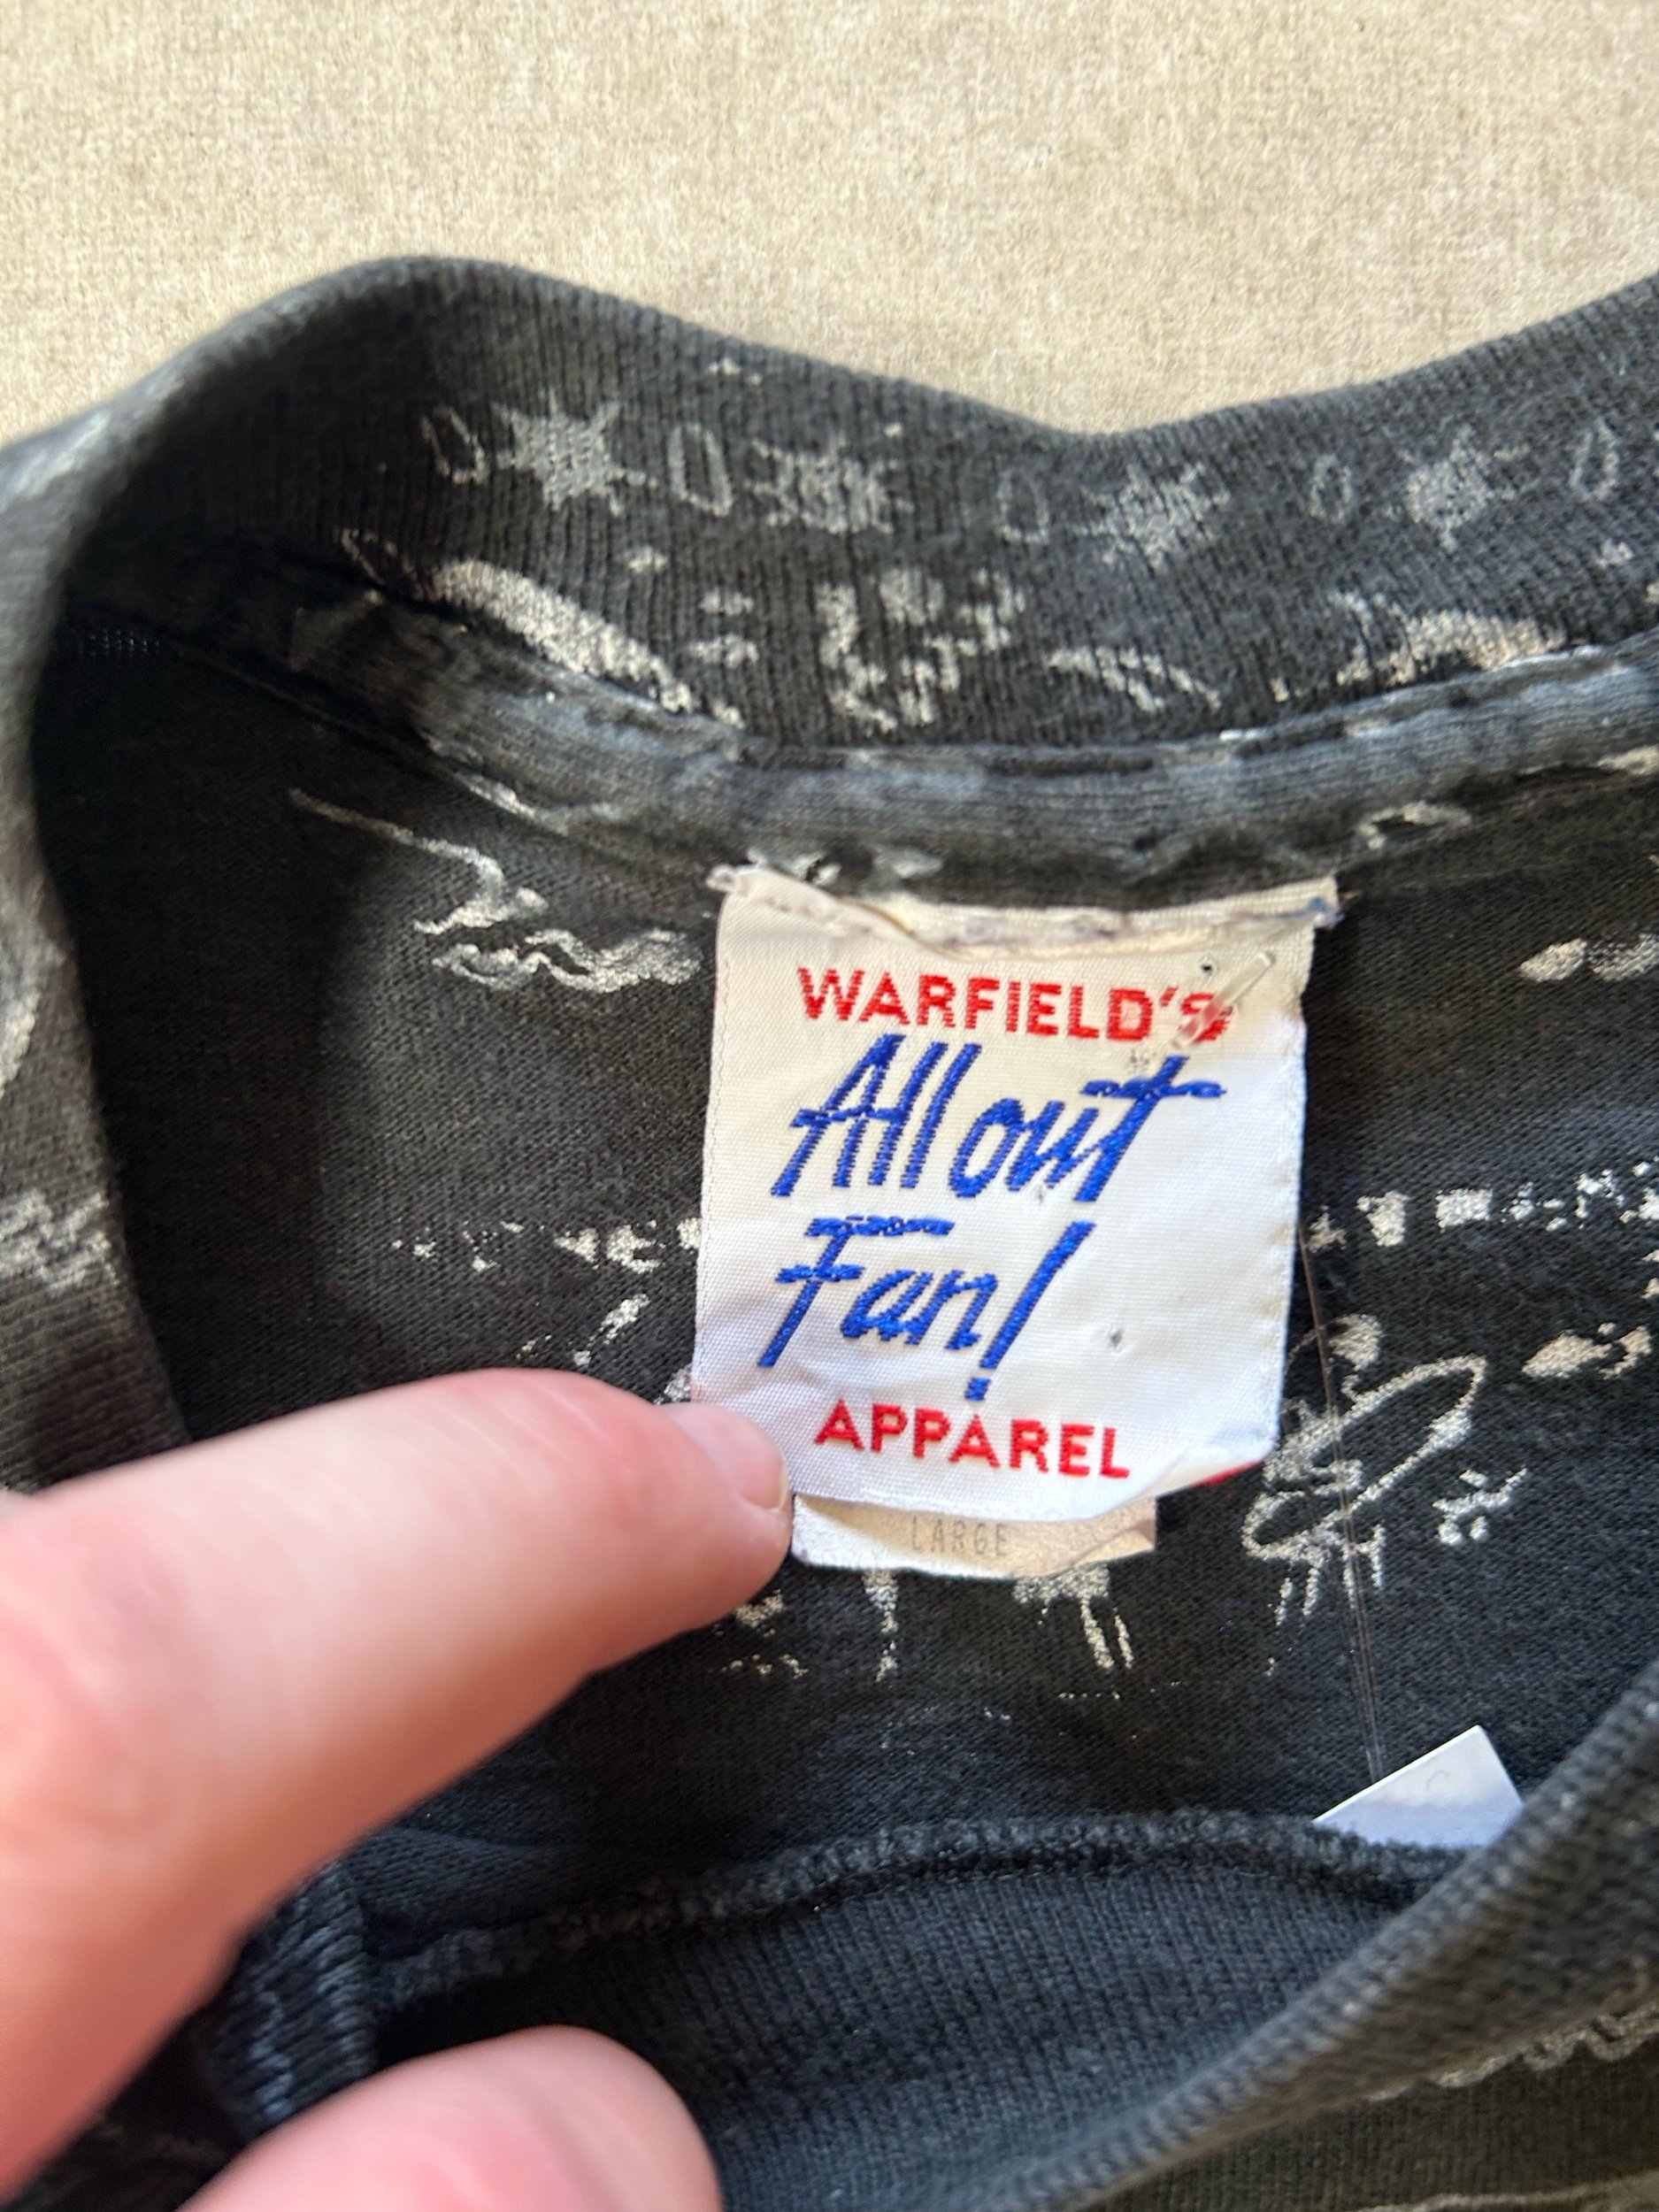 WARFIELD'S
All out
Fan!
APPAREL
LARGE